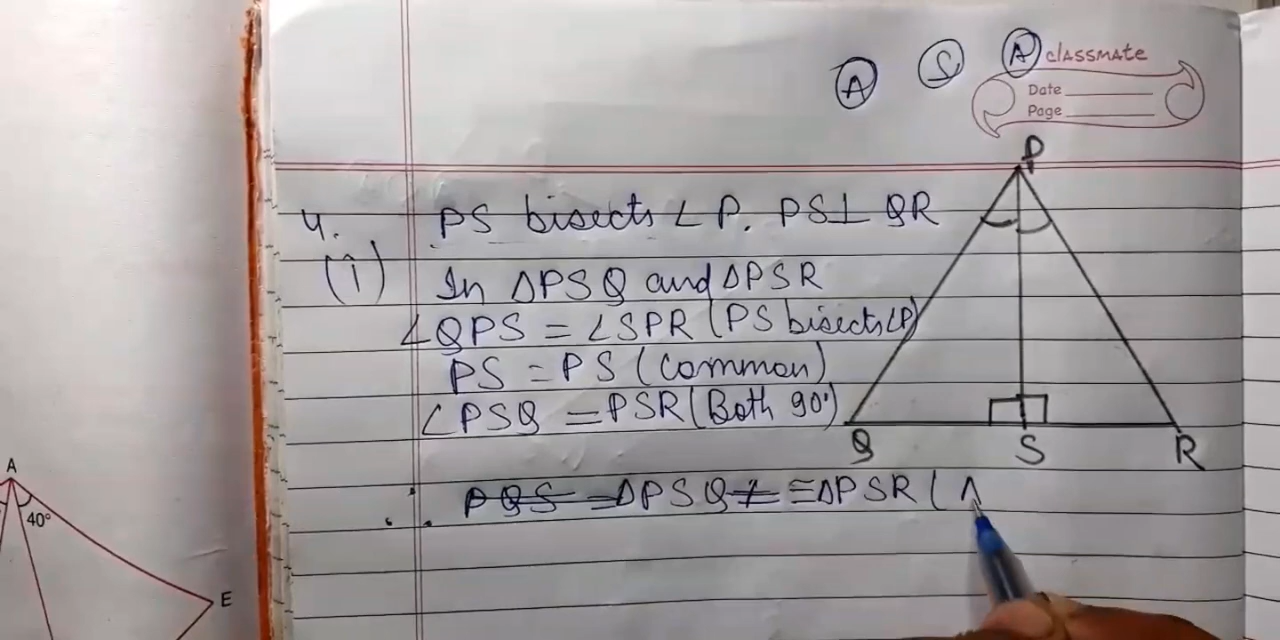 A S A
classmate
Date
Page
P
4. PS bisects ∠P. PS⊥ QR
(i) In ΔPSQ and ΔPSR
∠QPS = ∠SPR (PS bisects∠P)
PS = PS (Common)
∠PSQ = PSR (Both 90°)
Q S R
∴ PQS = ΔPSQ ≅ ΔPSR ( A
A
40°
E